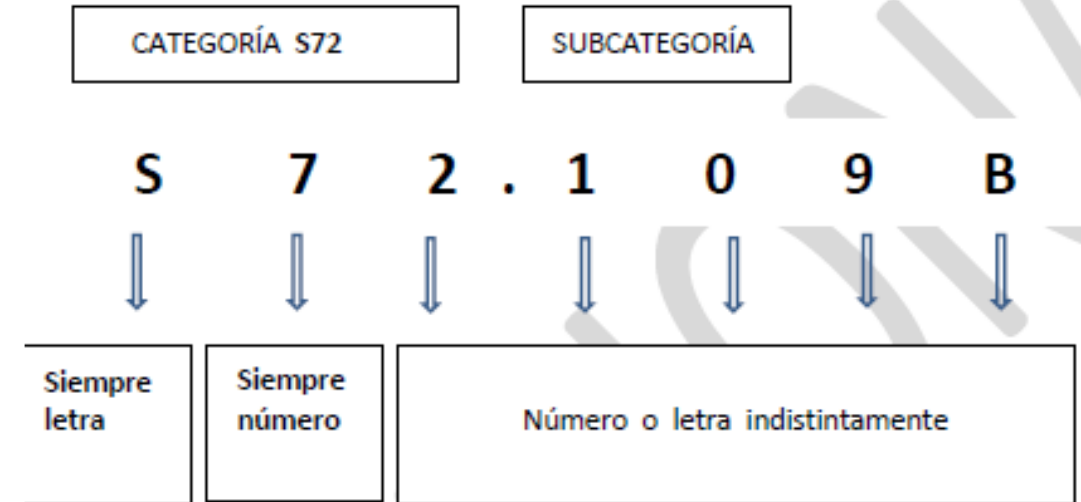 CATEGORÍA S72 SUBCATEGORÍA
S 7 2 . 1 0 9 B
Siempre letra
Siempre número
Número o letra indistintamente